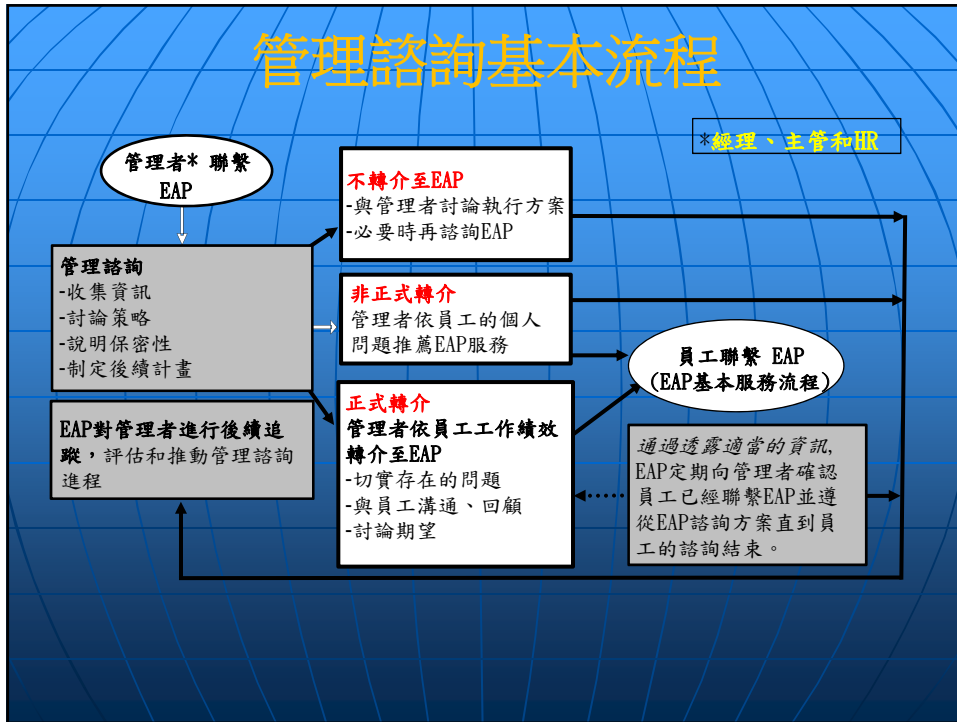 管理諮詢基本流程
*經理、主管和HR
管理者* 聯繫
EAP
不轉介至EAP
-與管理者討論執行方案
-必要時再諮詢EAP
管理諮詢
-收集資訊
-討論策略
-說明保密性
-制定後續計畫
非正式轉介
管理者依員工的個人
問題推薦EAP服務
員工聯繫 EAP
(EAP基本服務流程)
正式轉介
管理者依員工工作績效
轉介至EAP
-切實存在的問題
-與員工溝通、回顧
-討論期望
EAP對管理者進行後續追
蹤，評估和推動管理諮詢
進程
通過透露適當的資訊,
EAP定期向管理者確認
員工已經聯繫EAP並遵
從EAP諮詢方案直到員
工的諮詢結束。